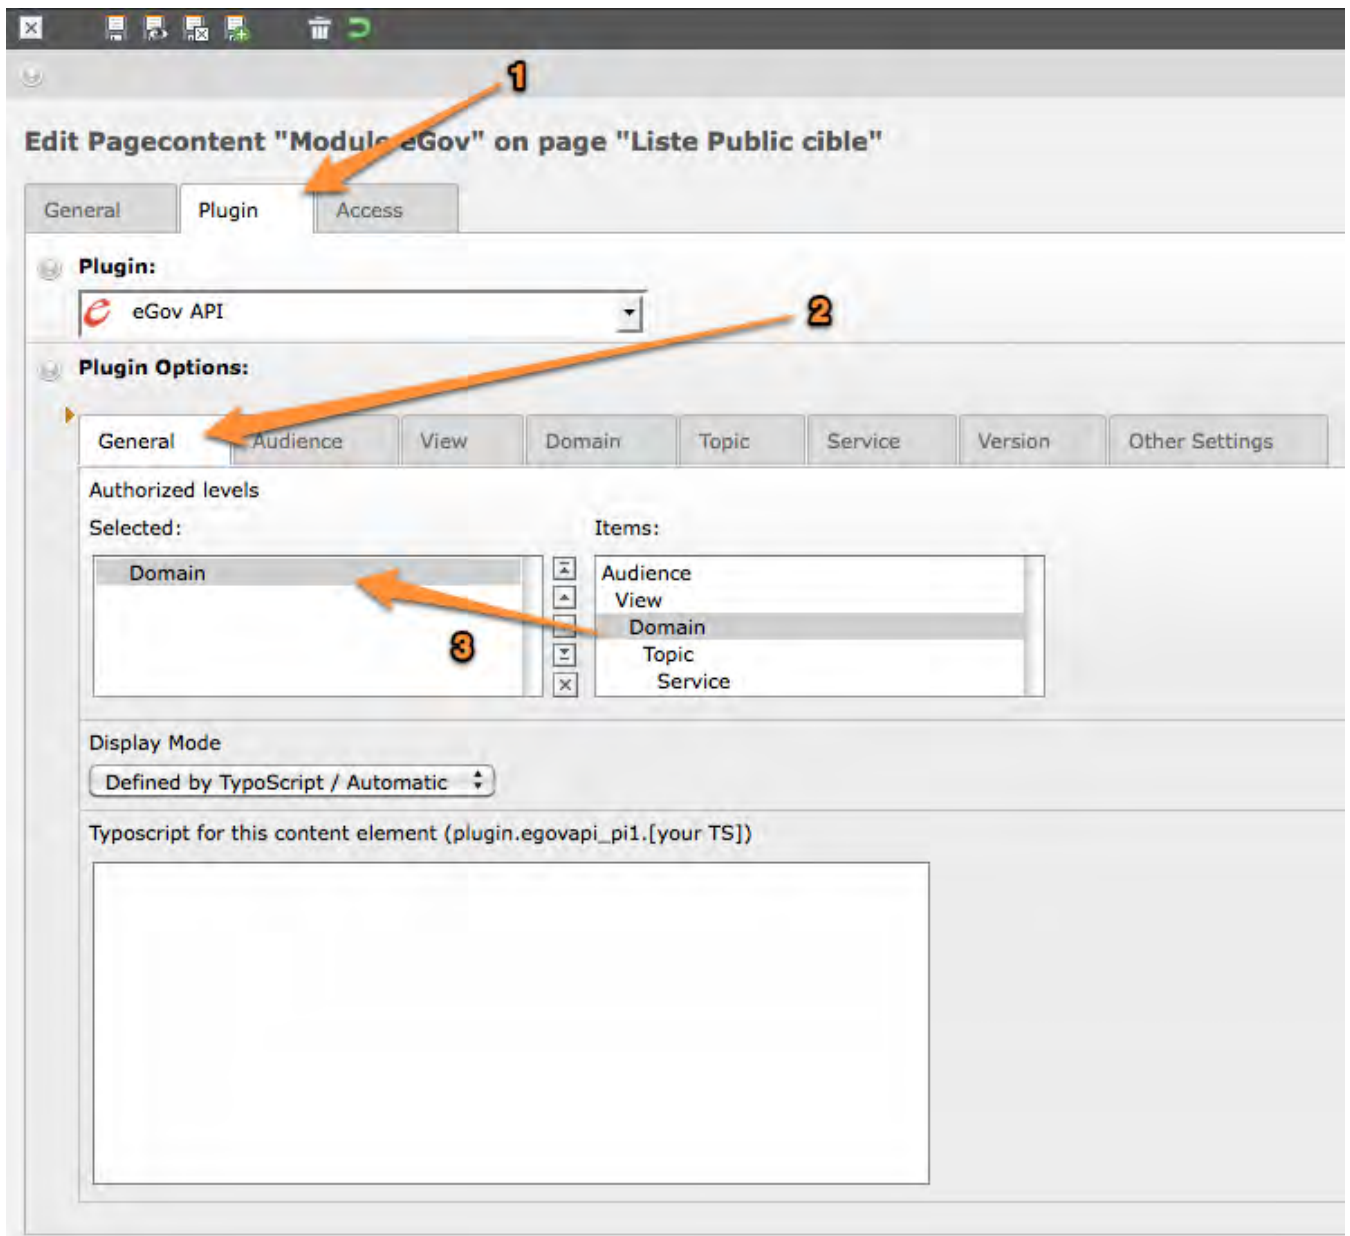 1
Edit Pagecontent "Module eGov" on page "Liste Public cible"
General Plugin Access
Plugin:
eGov API
2
Plugin Options:
General Audience View Domain Topic Service Version Other Settings
Authorized levels
Selected: Items:
Domain Audience
View
Domain
3 Topic
Service
Display Mode
Defined by TypoScript / Automatic
Typoscript for this content element (plugin.egovapi_pi1.[your TS])